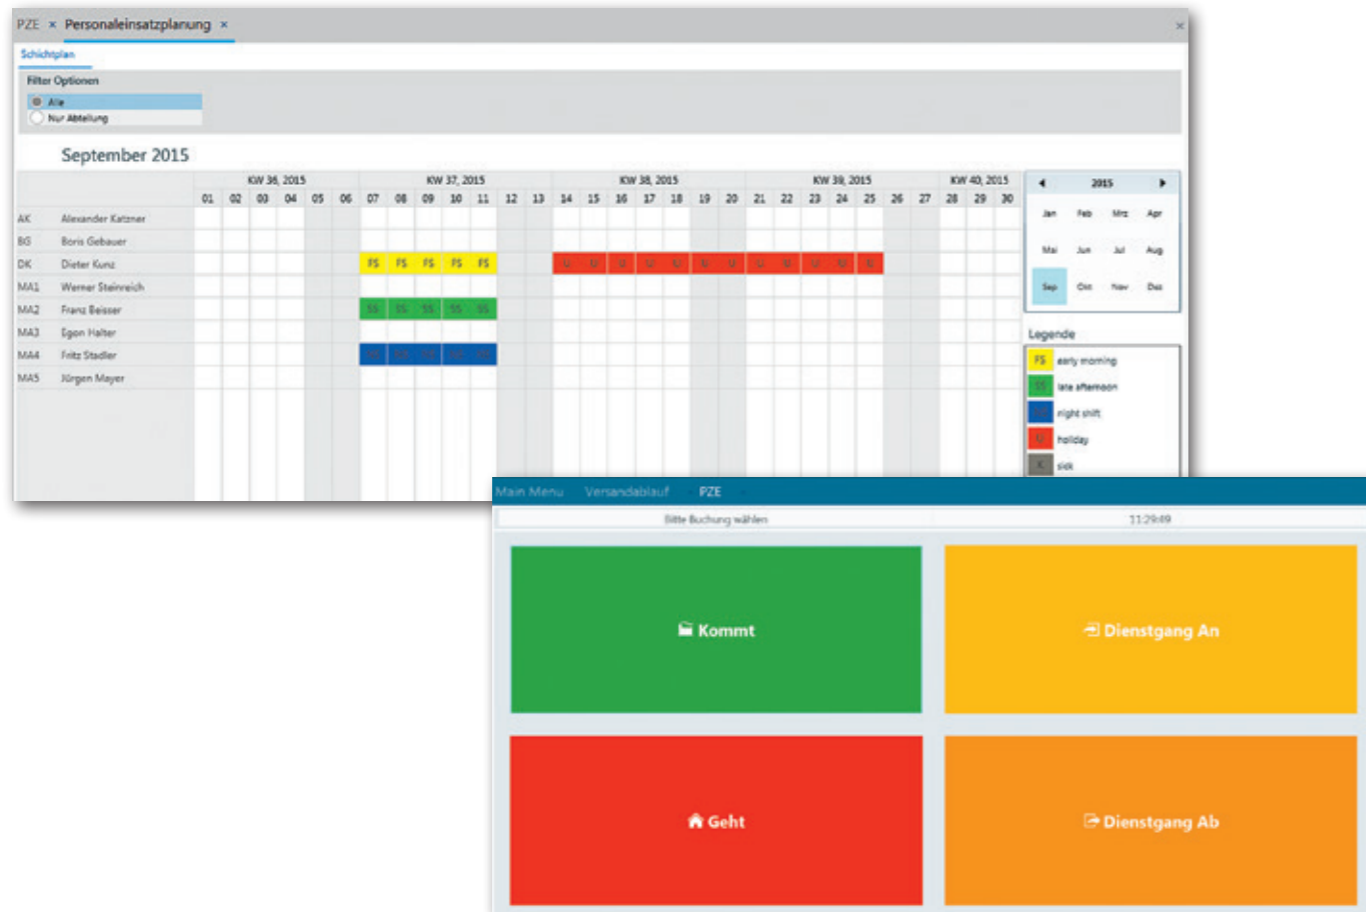 PZE × Personaleinsatzplanung × ×
Schichtplan
Filter Optionen
Alle
Nur Abteilung
September 2015
KW 36, 2015 KW 37, 2015 KW 38, 2015 KW 39, 2015 KW 40, 2015
01 02 03 04 05 06 07 08 09 10 11 12 13 14 15 16 17 18 19 20 21 22 23 24 25 26 27 28 29 30
AK Alexander Katzner
BG Boris Gebauer
DK Dieter Kunz FS FS FS FS FS U U U U U U U U U U U U
MA1 Werner Steinreich
MA2 Franz Beisser SS SS SS SS SS
MA3 Egon Halter
MA4 Fritz Stadler
MA5 Jürgen Mayer
2015
Jan Feb Mrz Apr
Mai Jun Jul Aug
Sep Okt Nov Dez
Legende
FS early morning
SS late afternoon
night shift
U holiday
K sick
Main Menu Versandablauf PZE
Bitte Buchung wählen 11:29:49
Kommt
Dienstgang An
Geht
Dienstgang Ab